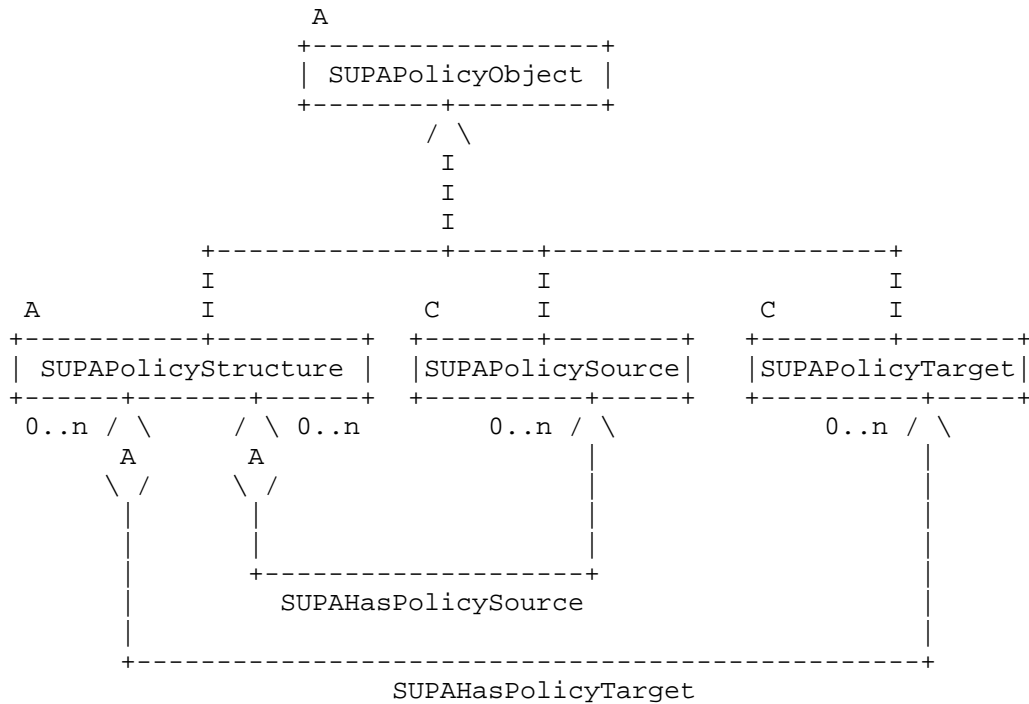 A
SUPAPolicyObject
I
I
I
I I I
A I C I C I
SUPAPolicyStructure SUPAPolicySource SUPAPolicyTarget
0..n 0..n 0..n 0..n
A A
SUPAHasPolicySource
SUPAHasPolicyTarget